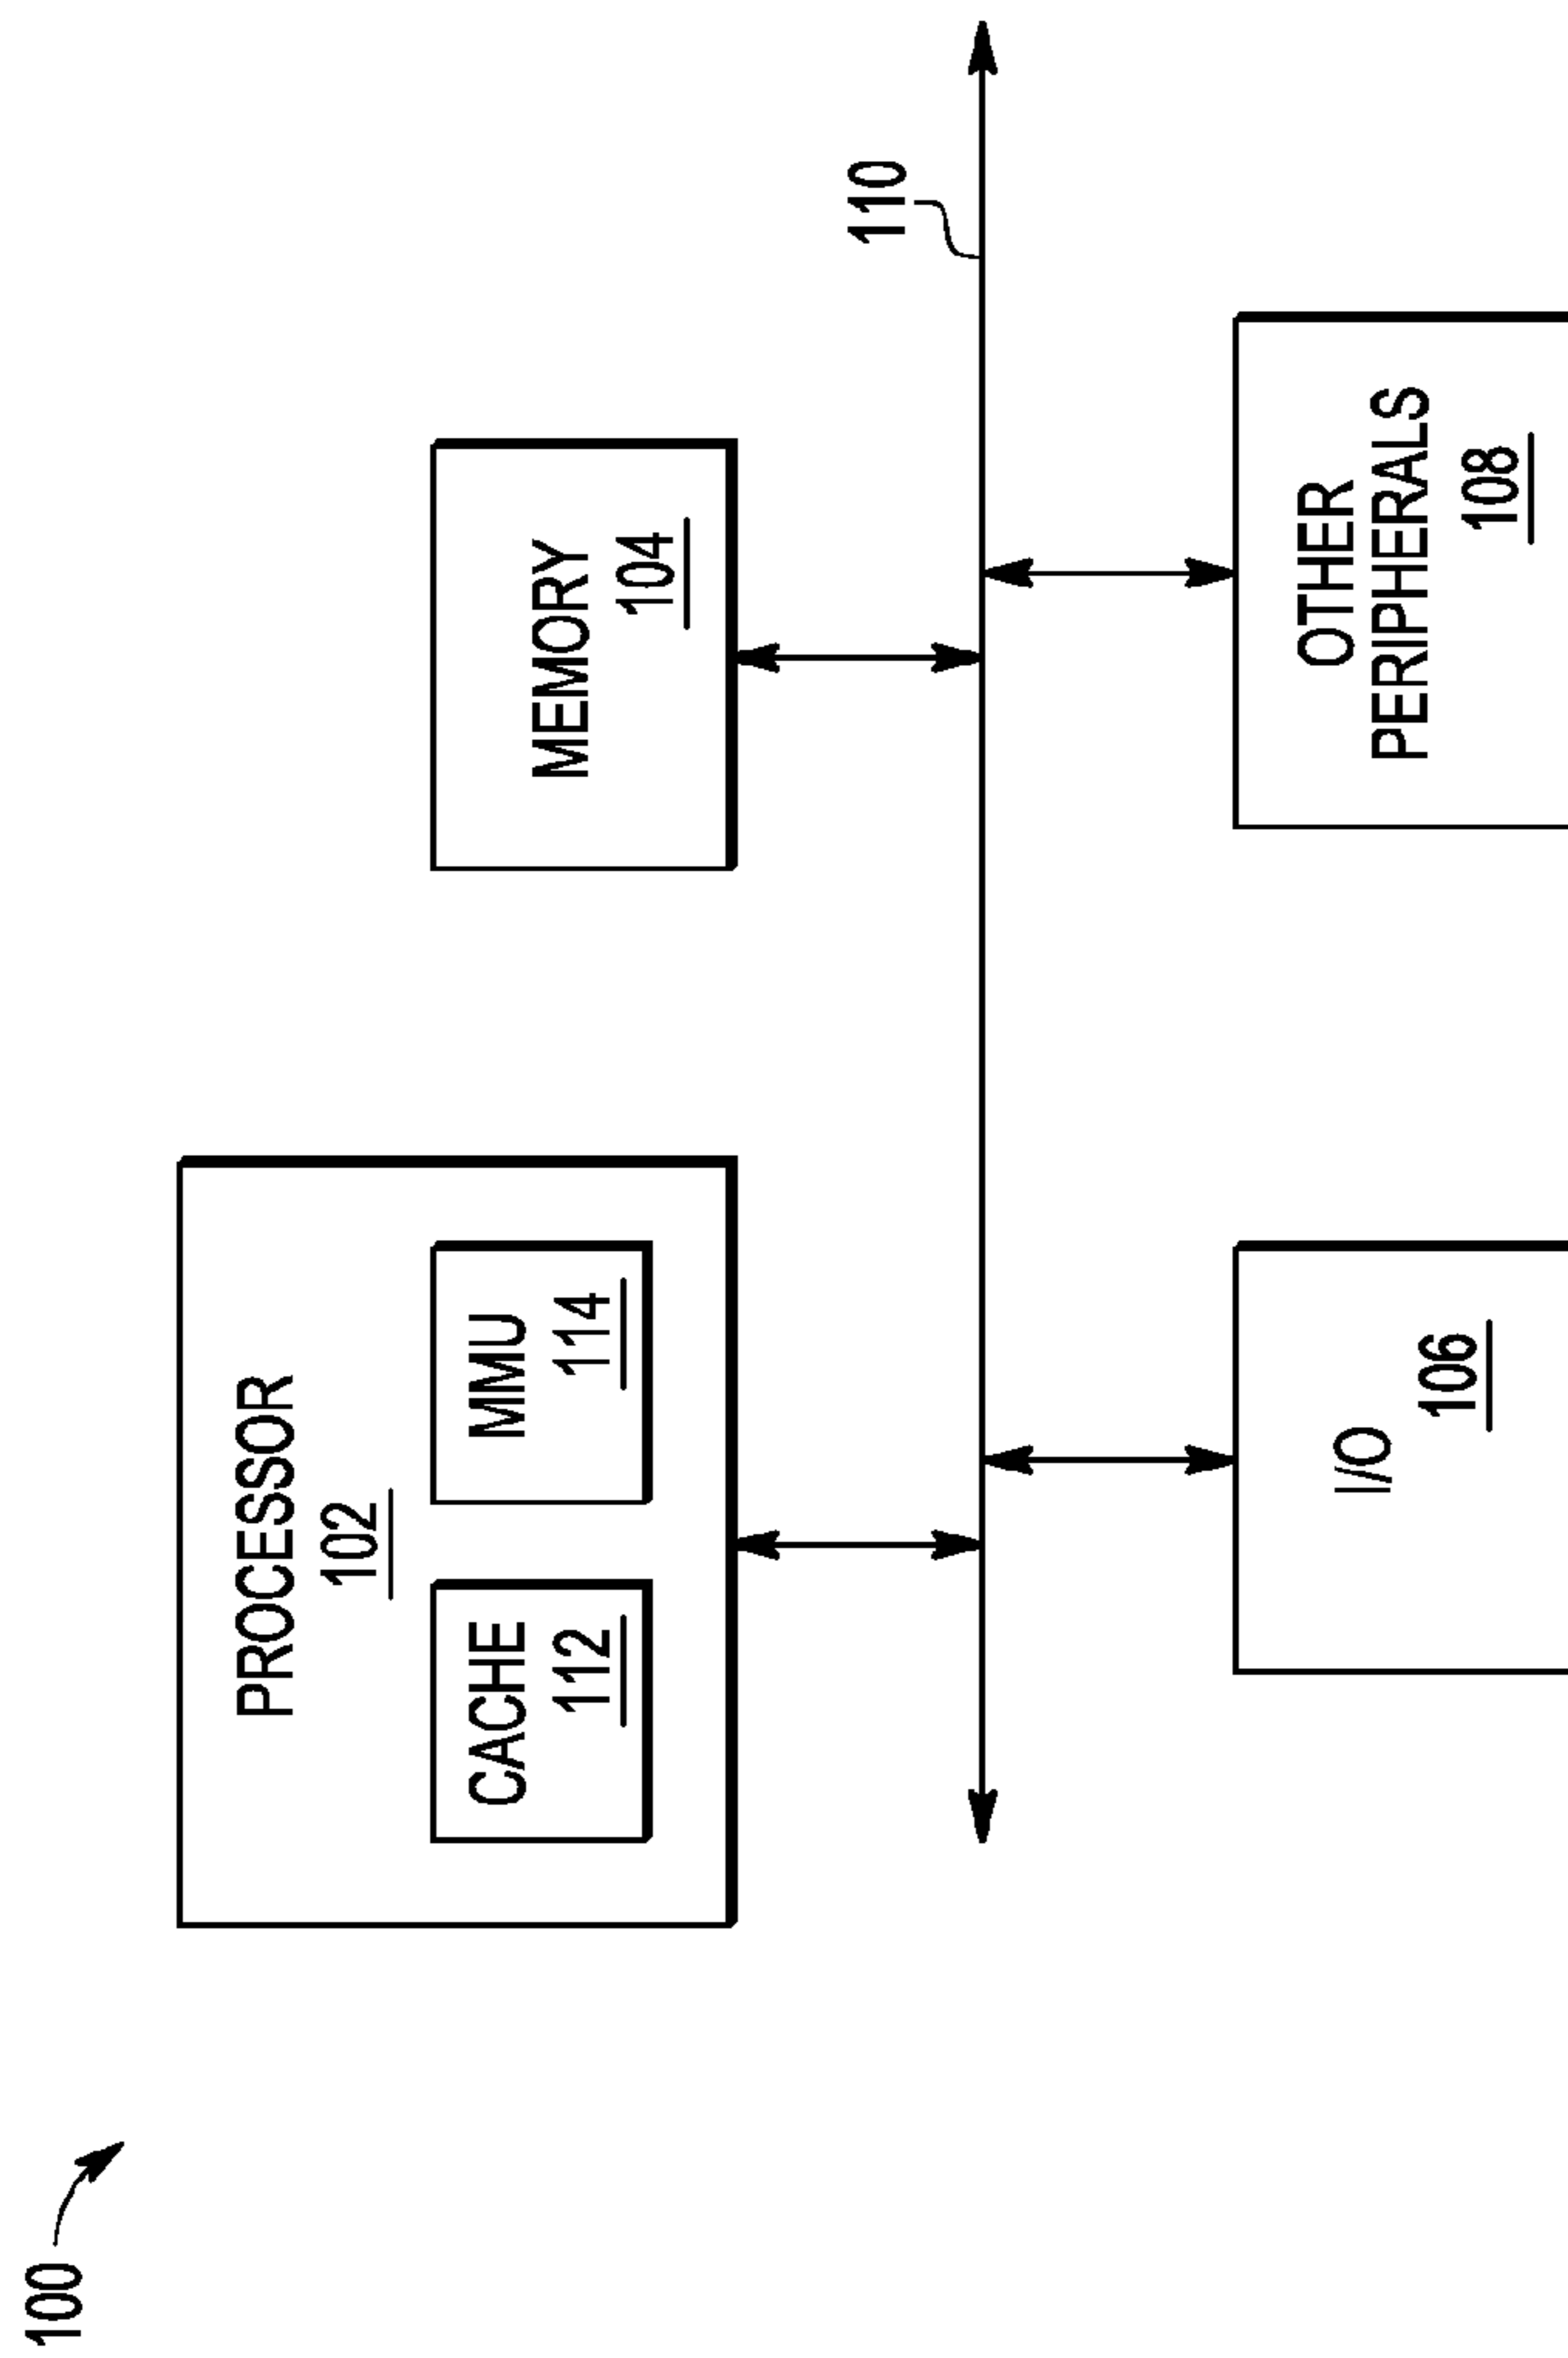 100
PROCESSOR
102
CACHE
112
MMU
114
MEMORY
104
110
I/O
106
OTHER
PERIPHERALS
108